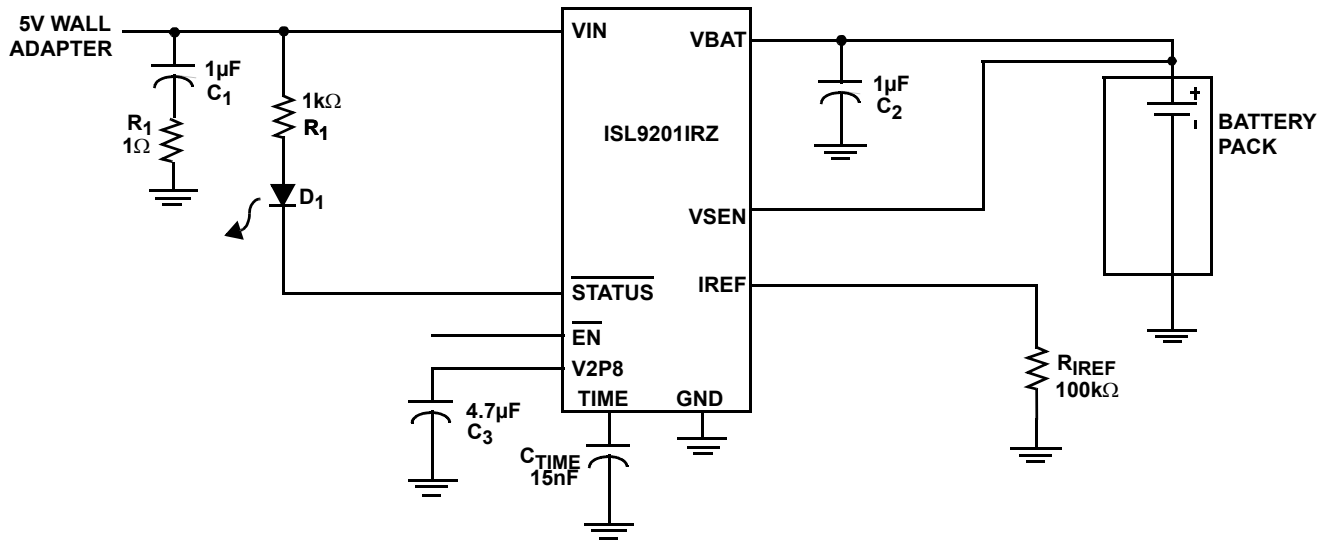 5V WALL
ADAPTER
1µF
C1
R1
1Ω
1kΩ
R1
D1
VIN
VBAT
ISL9201IRZ
VSEN
STATUS
IREF
EN
V2P8
TIME
GND
1µF
C2
+
-
BATTERY
PACK
RIREF
100kΩ
4.7µF
C3
CTIME
15nF